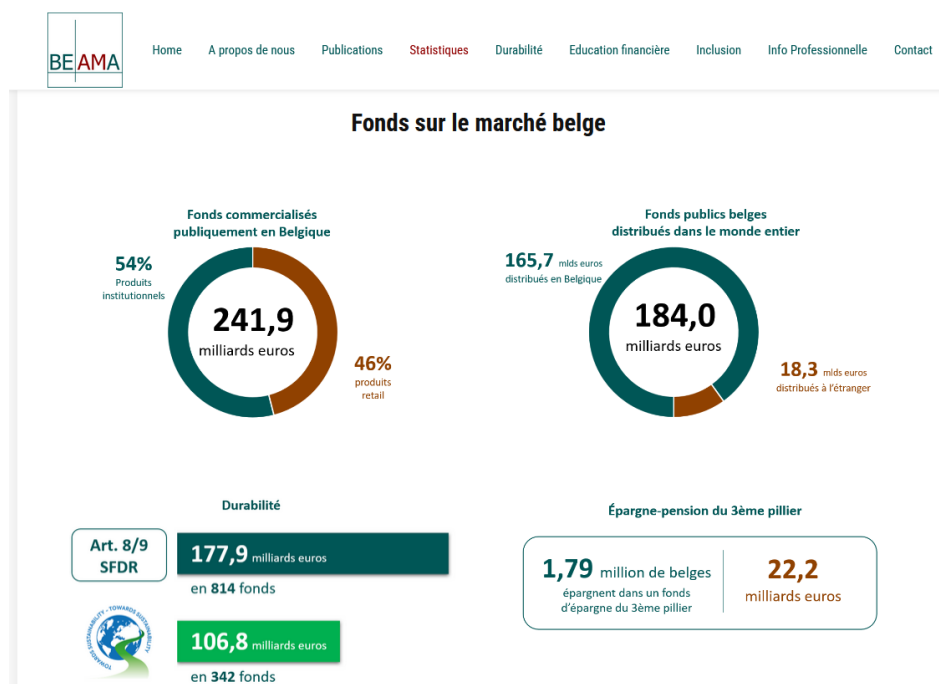 BEAMA
Home A propos de nous Publications Statistiques Durabilité Education financière Inclusion Info Professionnelle Contact
Fonds sur le marché belge
Fonds commercialisés
publiquement en Belgique
54%
Produits
institutionnels
241,9
milliards euros
46%
produits
retail
Fonds publics belges
distribués dans le monde entier
165,7 mlds euros
distribués en Belgique
184,0
milliards euros
18,3 mlds euros
distribués à l'étranger
Durabilité
Art. 8/9
SFDR
177,9 milliards euros
en 814 fonds
TOWARDS SUSTAINABILITY - TOWARDS SUSTAINABILITY
106,8 milliards euros
en 342 fonds
Épargne-pension du 3ème pillier
1,79 million de belges
épargnent dans un fonds
d'épargne du 3ème pillier
22,2
milliards euros